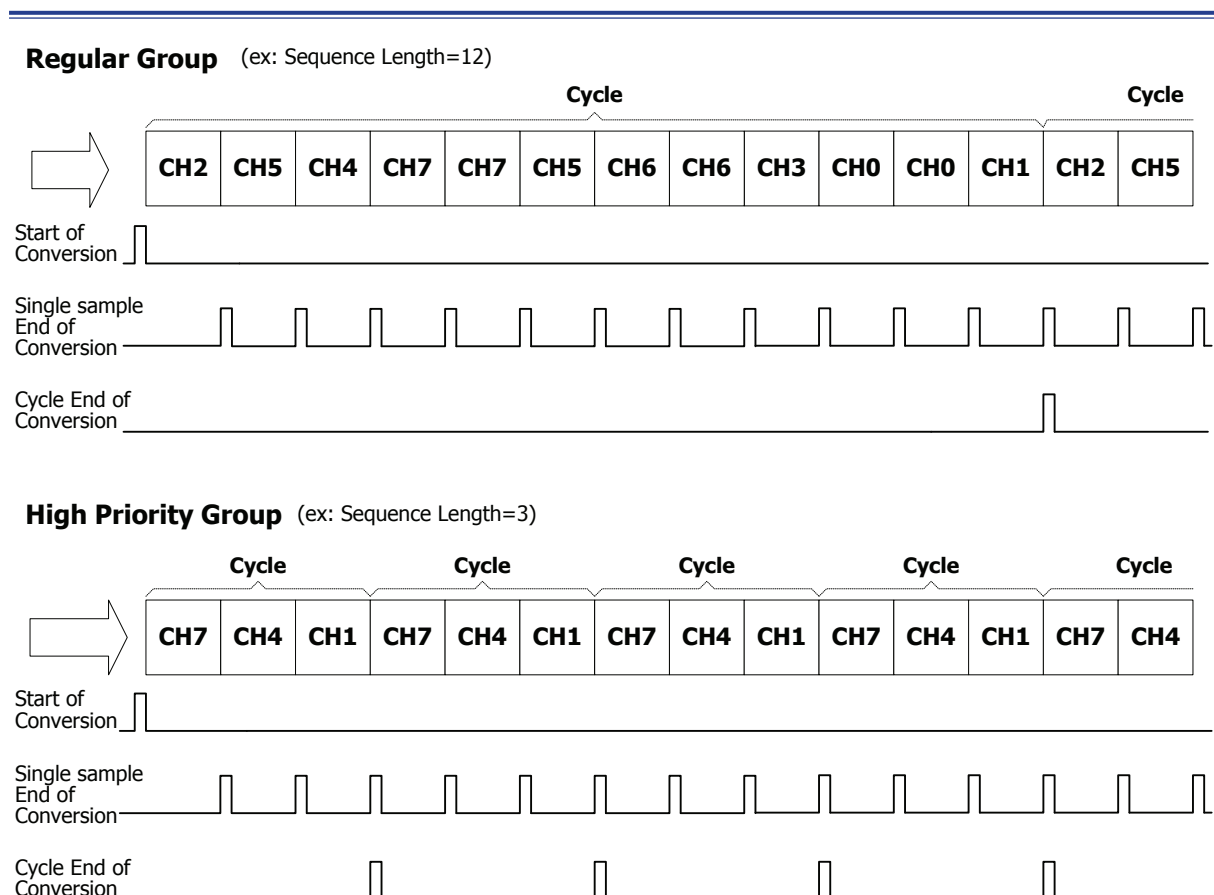 Regular Group (ex: Sequence Length=12)
Cycle Cycle
CH2 CH5 CH4 CH7 CH7 CH5 CH6 CH6 CH3 CH0 CH0 CH1 CH2 CH5
Start of
Conversion
Single sample
End of
Conversion
Cycle End of
Conversion
High Priority Group (ex: Sequence Length=3)
Cycle Cycle Cycle Cycle Cycle
CH7 CH4 CH1 CH7 CH4 CH1 CH7 CH4 CH1 CH7 CH4 CH1 CH7 CH4
Start of
Conversion
Single sample
End of
Conversion
Cycle End of
Conversion